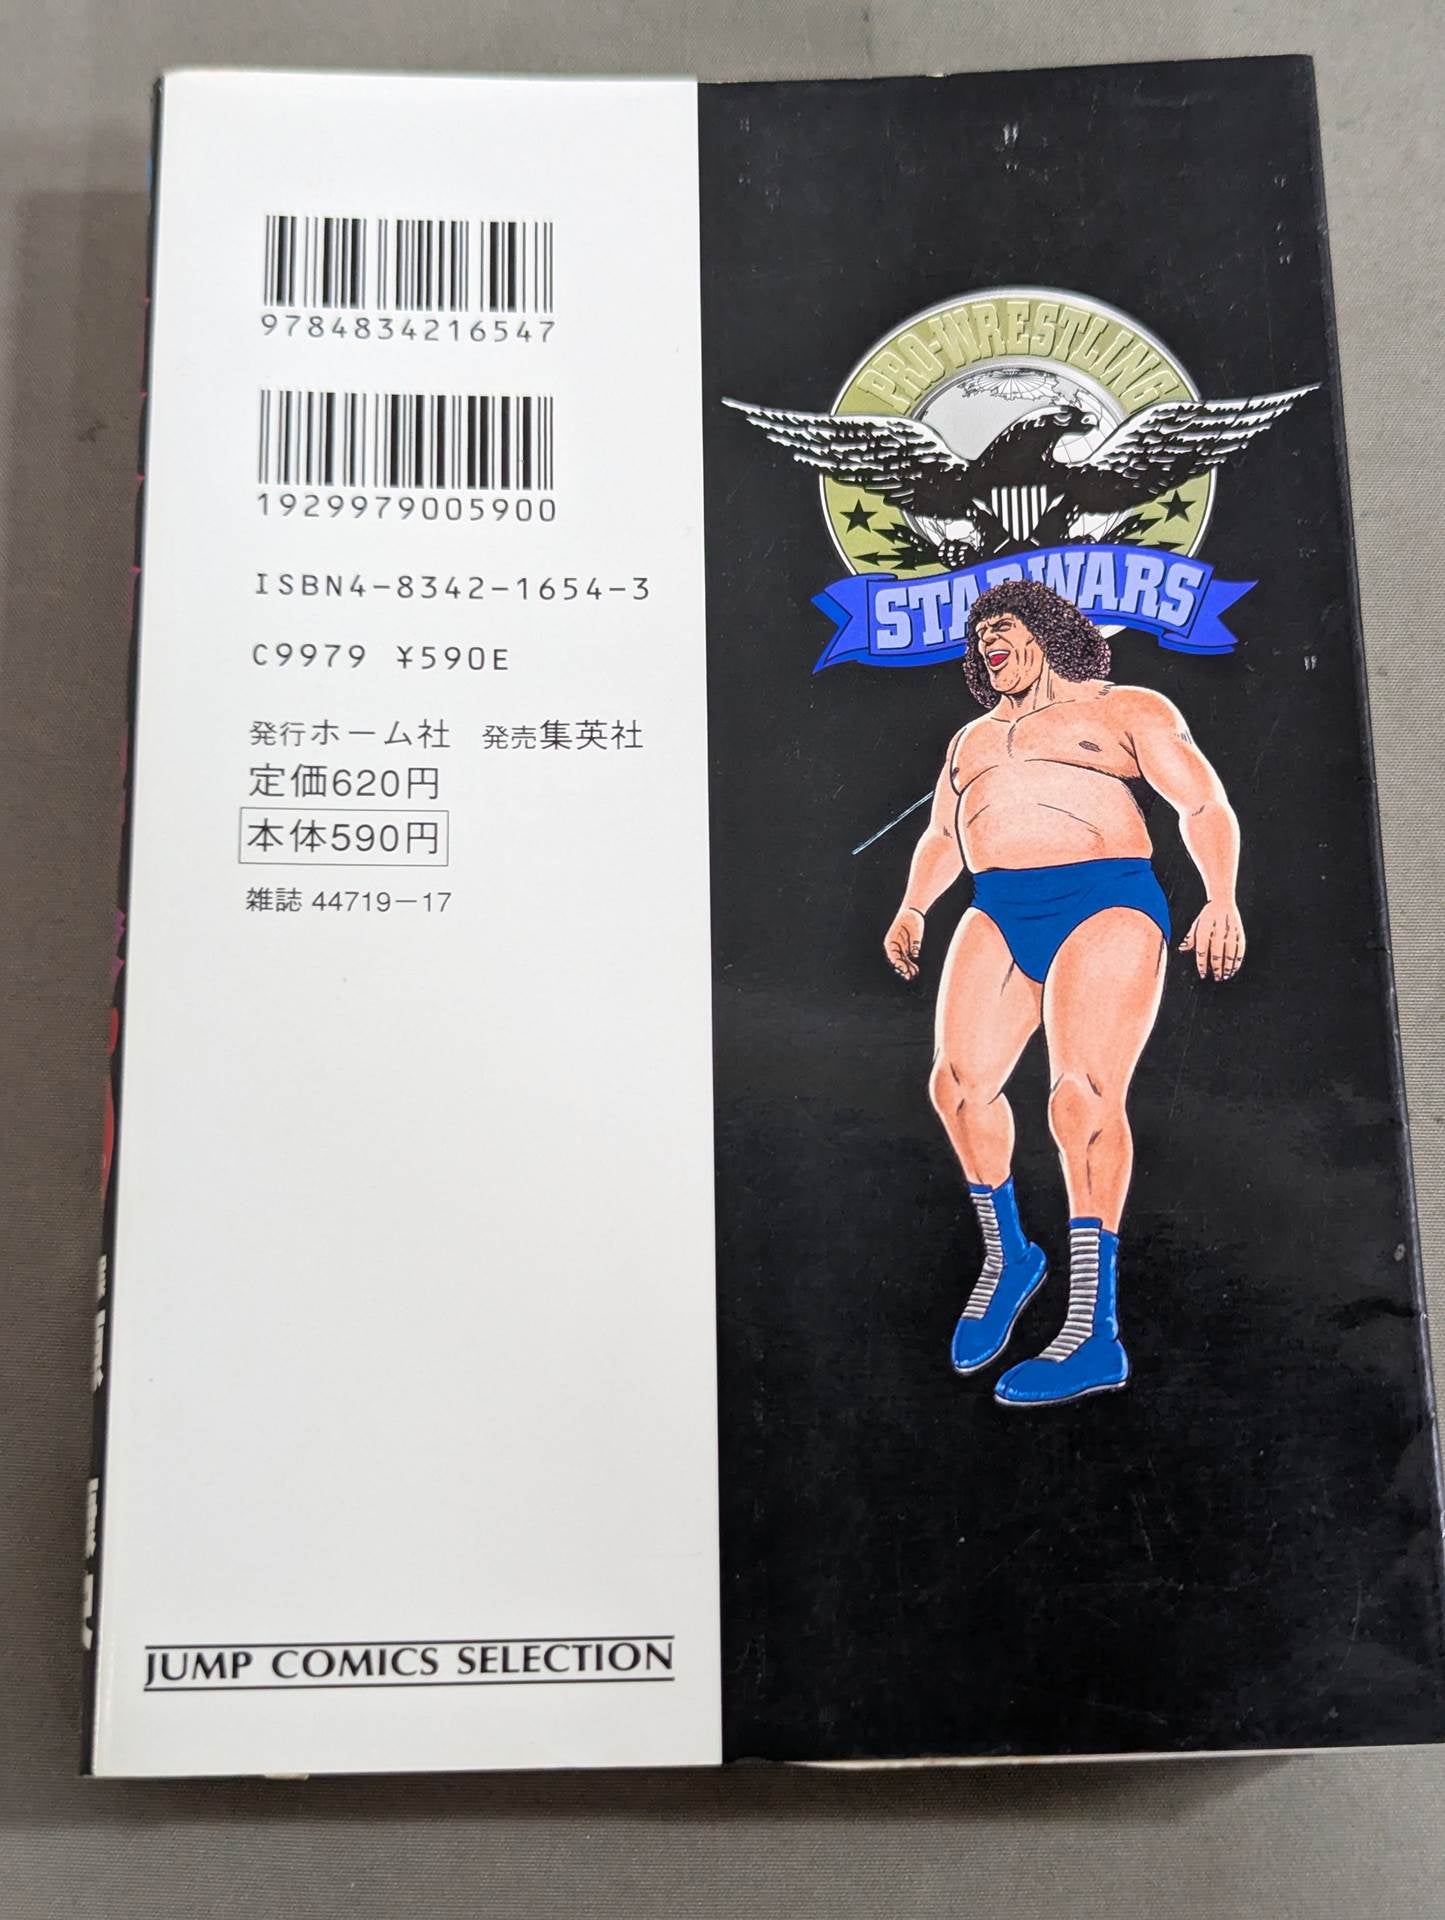 9784834216547
1929979005900
ISBN4-8342-1654-3
C9979 ¥590E
発行ホーム社 発売集英社
定価620円
本体590円
雑誌 44719-17
JUMP COMICS SELECTION
PRO-WRESTLING
STARWARS